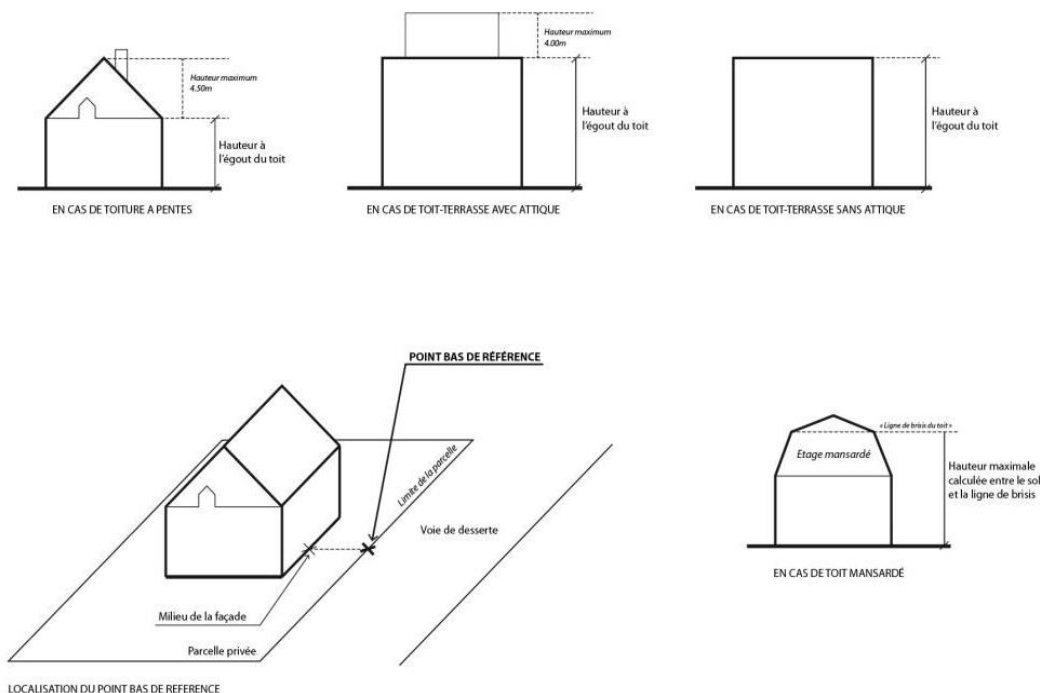 Hauteur maximum
4.50m
Hauteur à
l'égout du toit
EN CAS DE TOITURE A PENTES
Hauteur maximum
4.00m
Hauteur à
l'égout du toit
EN CAS DE TOIT-TERRASSE AVEC ATTIQUE
Hauteur à
l'égout du toit
EN CAS DE TOIT-TERRASSE SANS ATTIQUE
POINT BAS DE RÉFÉRENCE
Limite de la parcelle
Voie de desserte
Milieu de la façade
Parcelle privée
LOCALISATION DU POINT BAS DE REFERENCE
« Ligne de brisis du toit »
Etage mansardé
Hauteur maximale
calculée entre le sol
et la ligne de brisis
EN CAS DE TOIT MANSARDÉ